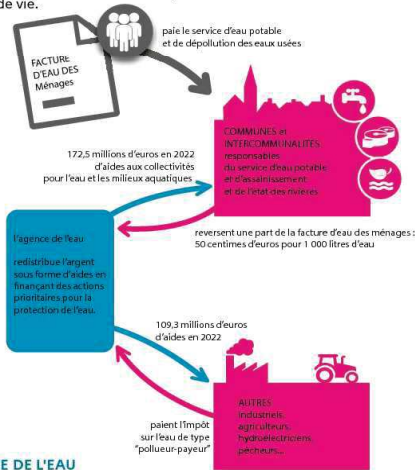 de vie.
FACTURE
D'EAU DES
Ménages
paie le service d'eau potable
et de dépollution des eaux usées
COMMUNES et
INTERCOMMUNALITÉS
responsables
du service d'eau potable
et d'assainissement
et de l'état des rivières
172,5 millions d'euros en 2022
d'aides aux collectivités
pour l'eau et les milieux aquatiques
reversent une part de la facture d'eau des ménages :
50 centimes d'euros pour 1 000 litres d'eau
l'agence de l'eau
redistribue l'argent
sous forme d'aides en
finançant des actions
prioritaires pour la
protection de l'eau.
109,3 millions d'euros
d'aides en 2022
AUTRES
industriels,
agriculteurs,
hydroélectriciens,
pêcheurs...
paient l'impôt
sur l'eau de type
"pollueur-payeur"
E DE L'EAU